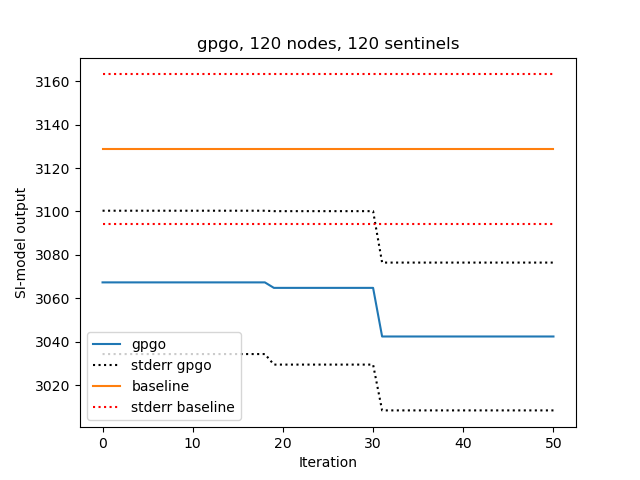 gpgo, 120 nodes, 120 sentinels
SI-model output
3160
3140
3120
3100
3080
3060
3040
3020
gpgo
stderr gpgo
baseline
stderr baseline
0 10 20 30 40 50
Iteration